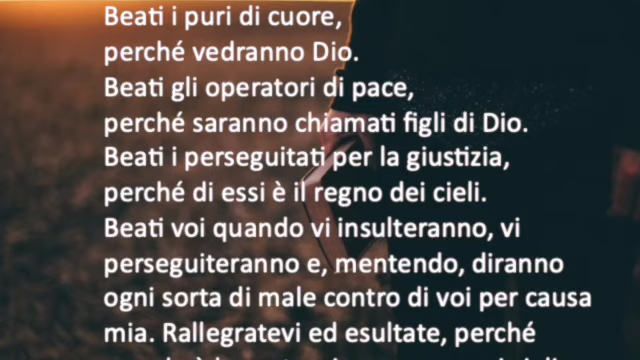 Beati i puri di cuore,
perché vedranno Dio.
Beati gli operatori di pace,
perché saranno chiamati figli di Dio.
Beati i perseguitati per la giustizia,
perché di essi è il regno dei cieli.
Beati voi quando vi insulteranno, vi
perseguiteranno e, mentendo, diranno
ogni sorta di male contro di voi per causa
mia. Rallegratevi ed esultate, perché